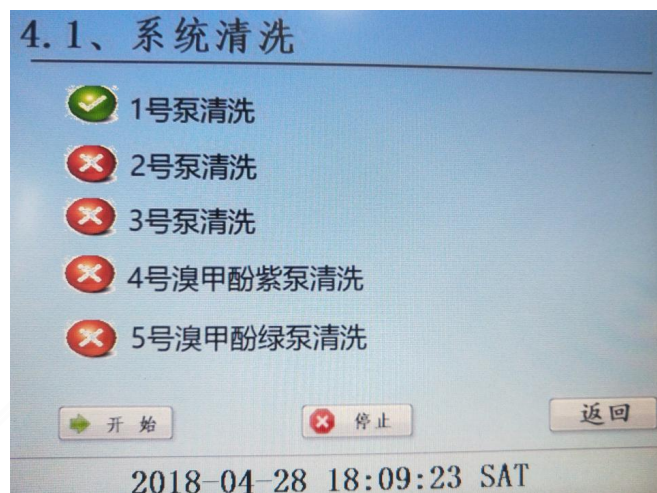 4.1、系统清洗
1号泵清洗
2号泵清洗
3号泵清洗
4号溴甲酚紫泵清洗
5号溴甲酚绿泵清洗
开 始 停止 返回
2018-04-28 18:09:23 SAT